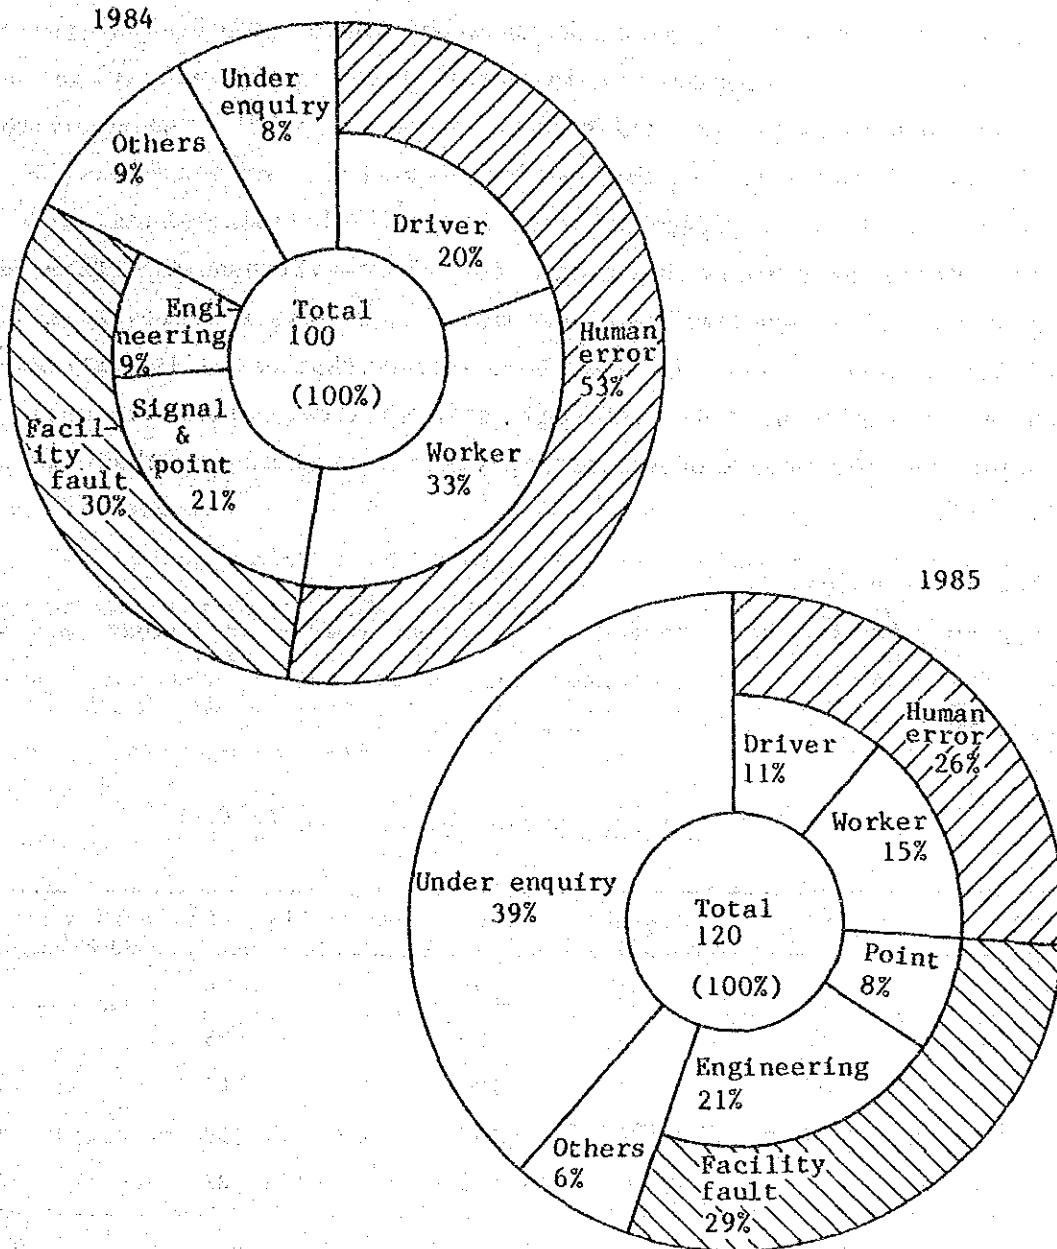 1984
Under
enquiry
8%
Others
9%
Driver
20%
Engi-
neering
9%
Total
100
(100%)
Human
error
53%
Signal
&
point
21%
Facil-
ity
fault
30%
Worker
33%
1985
Human
error
26%
Driver
11%
Worker
15%
Under enquiry
39%
Total
120
(100%)
Point
8%
Engineering
21%
Others
6%
Facility
fault
29%